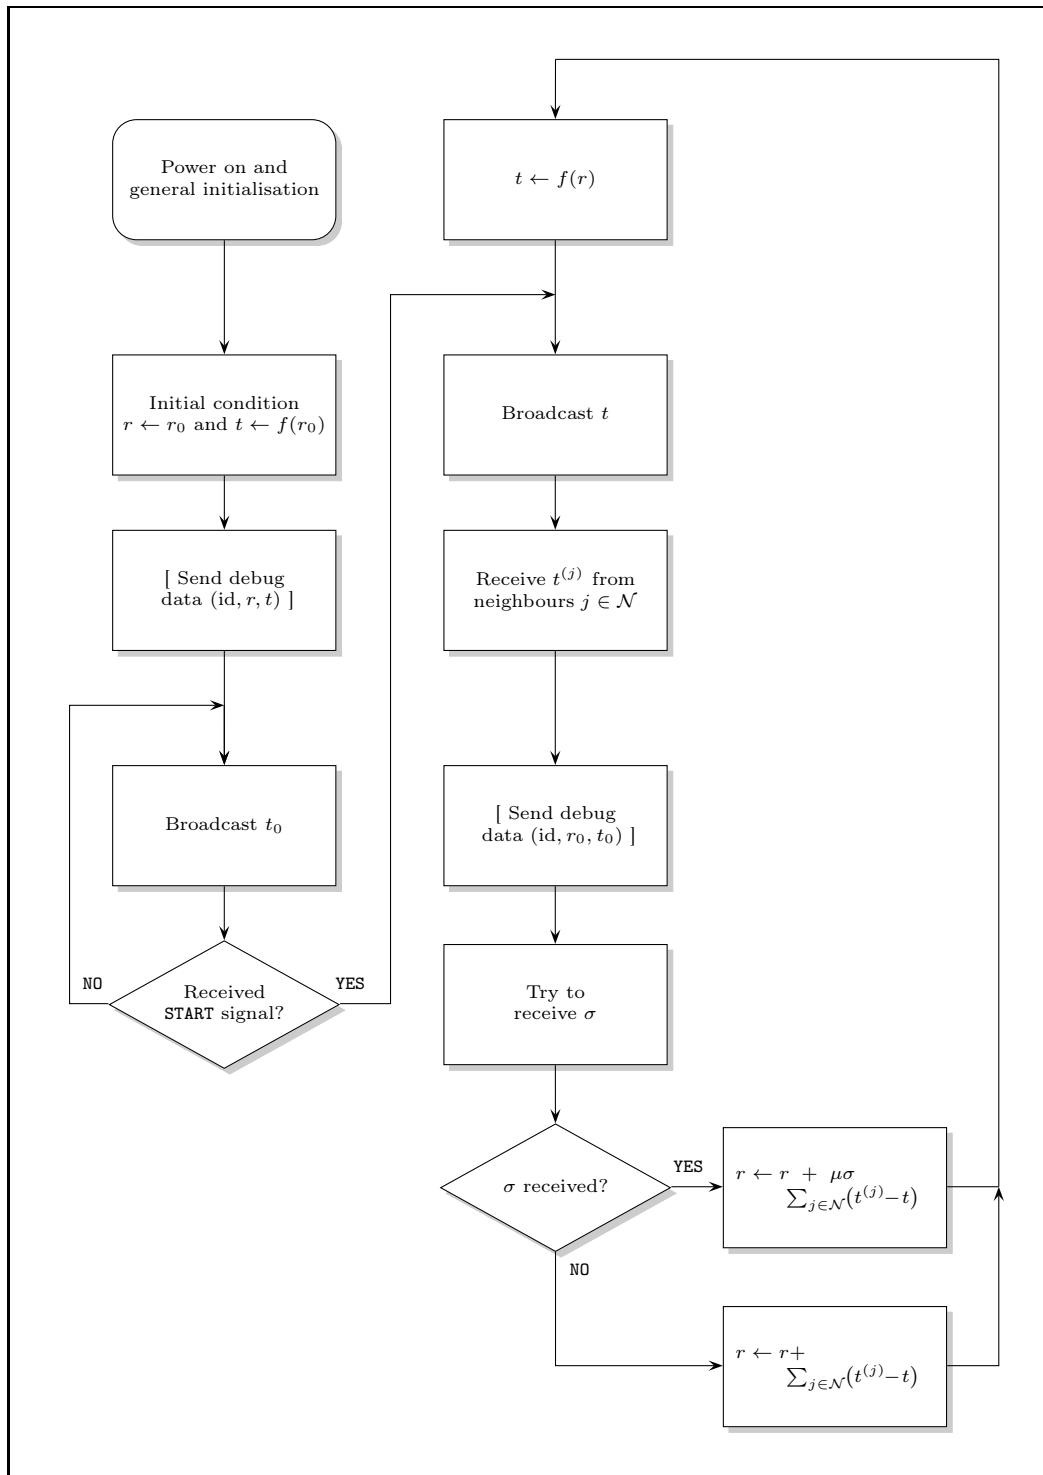 Power on and
general initialisation
Initial condition
r ← r₀ and t ← f(r₀)
[ Send debug
data (id, r, t) ]
Broadcast t₀
Received
START signal?
NO
YES
t ← f(r)
Broadcast t
Receive t⁽ʲ⁾ from
neighbours j ∈ 𝒩
[ Send debug
data (id, r₀, t₀) ]
Try to
receive σ
σ received?
YES
NO
r ← r + μσ
∑_{j∈𝒩}(t⁽ʲ⁾−t)
r ← r+
∑_{j∈𝒩}(t⁽ʲ⁾−t)